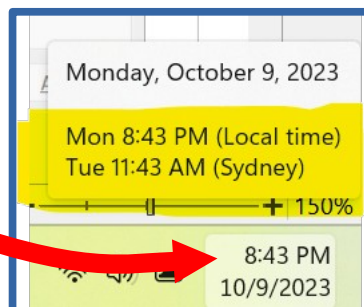 Monday, October 9, 2023
Mon 8:43 PM (Local time)
Tue 11:43 AM (Sydney)
150%
8:43 PM
10/9/2023